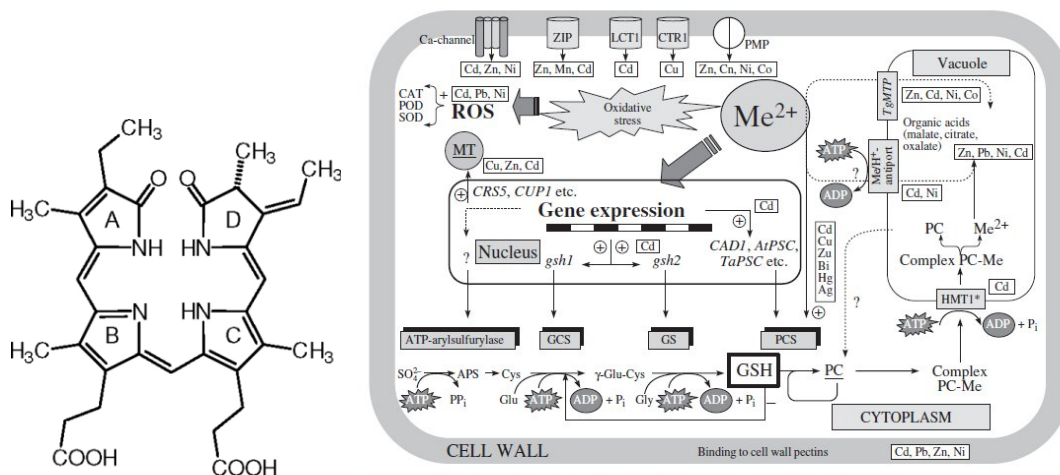 CH₃
CH₃
O
O
H₃C
A
D
NH
HN
N
HN
B
C
H₃C
CH₃
COOH
COOH
Ca-channel
ZIP
LCT1
CTR1
PMP
Cd, Zn, Ni
Zn, Mn, Cd
Cd
Cu
Zn, Cn, Ni, Co
Vacuole
CAT
POD
SOD
+
Cd, Pb, Ni
ROS
Oxidative
stress
Me²⁺
TgMTP
Zn, Cd, Ni, Co
Organic acids
(malate, citrate,
oxalate)
Zn, Pb, Ni, Cd
ATP
?
ADP
Me/H⁺-
antiport
Cd, Ni
MT
Cu, Zn, Cd
⊕ CRS5, CUP1 etc.
Gene expression
Cd
⊕
Nucleus
?
⊕ ⊕
Cd
gsh1
gsh2
CAD1, AtPSC,
TaPSC etc.
Cd
Cu
Zu
Bi
Hg
Ag
⊕
?
PC
Me²⁺
Complex PC-Me
HMT1*
Cd
ATP
ADP + Pᵢ
ATP-arylsulfurylase
GCS
GS
PCS
SO₄²⁻
APS
Cys
γ-Glu-Cys
GSH
PC
Complex
PC-Me
ATP
PPᵢ
Glu
ATP
ADP + Pᵢ
Gly
ATP
ADP + Pᵢ
–
CYTOPLASM
CELL WALL
Binding to cell wall pectins
Cd, Pb, Zn, Ni